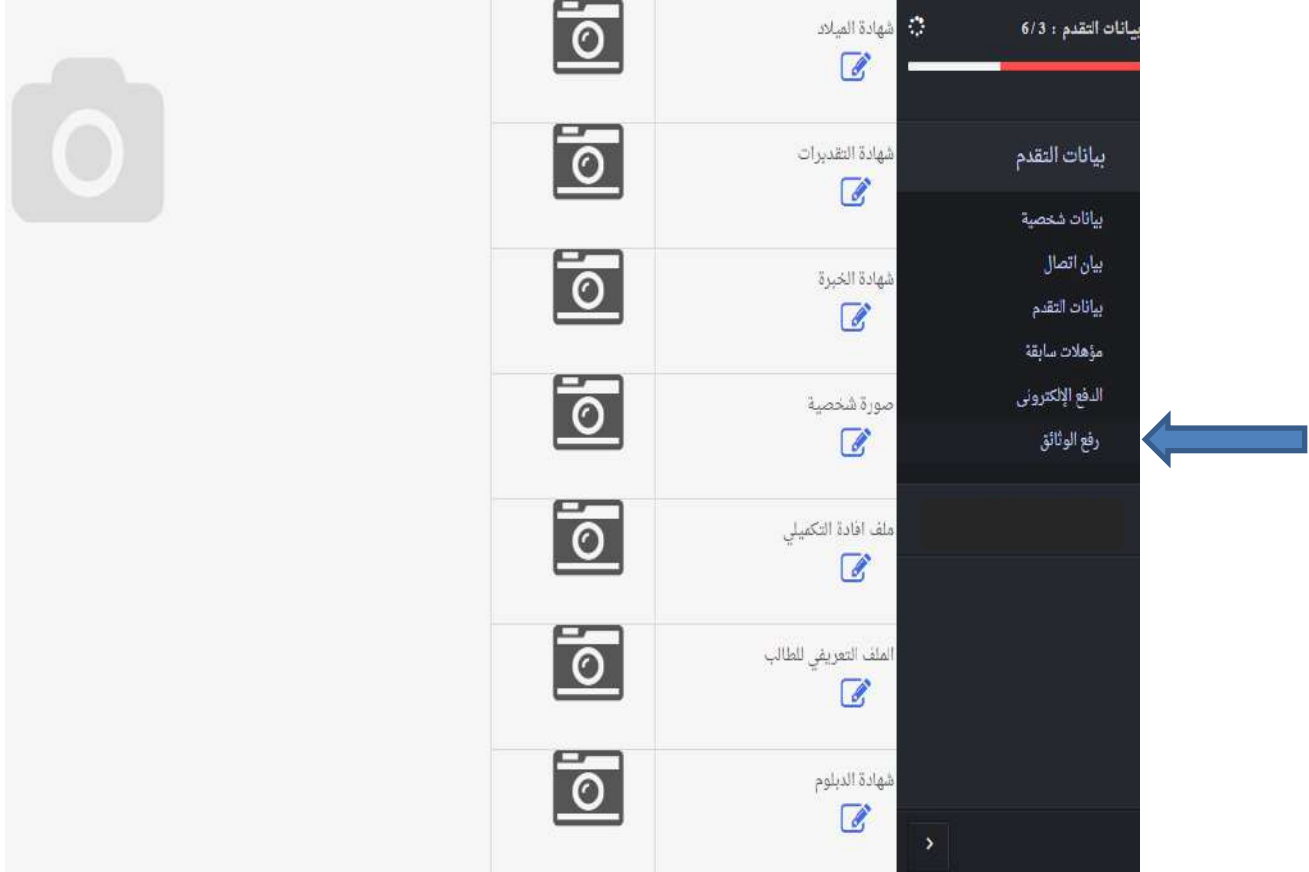 بيانات التقدم : 6/3
بيانات التقدم
بيانات شخصية
بيان اتصال
بيانات التقدم
مؤهلات سابقة
الدفع الإلكترونى
رفع الوثائق
شهادة الميلاد
شهادة التقديرات
شهادة الخبرة
صورة شخصية
ملف افادة التكميلي
الملف التعريفي للطالب
شهادة الدبلوم